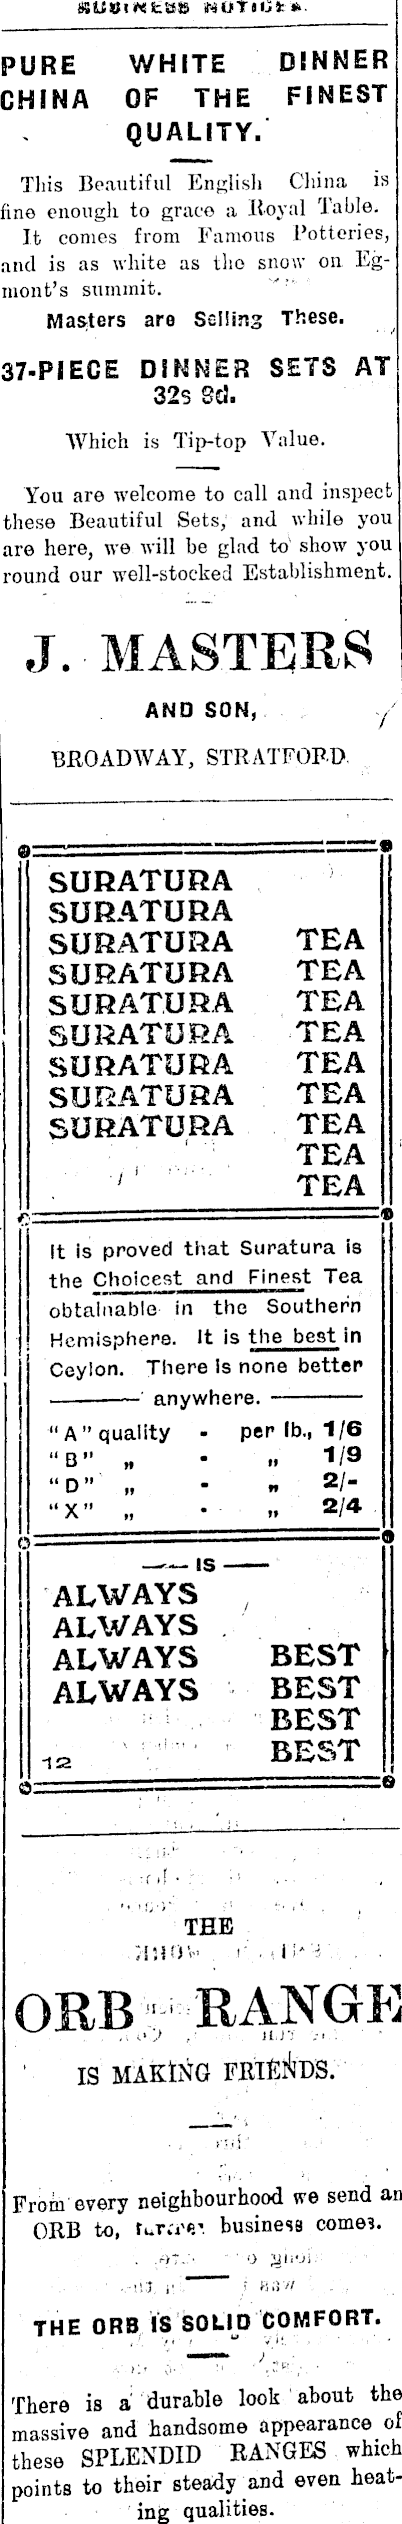 BUSINESS NOTICES.
PURE WHITE DINNER
CHINA OF THE FINEST
QUALITY.
This Beautiful English China is
fine enough to grace a Royal Table.
It comes from Famous Potteries,
and is as white as the snow on Eg-
mont's summit.
Masters are Selling These.
37-PIECE DINNER SETS AT
32s 9d.
Which is Tip-top Value.
You are welcome to call and inspect
these Beautiful Sets, and while you
are here, we will be glad to show you
round our well-stocked Establishment.
J. MASTERS
AND SON,
BROADWAY, STRATFORD.
SURATURA
SURATURA
SURATURA TEA
SURATURA TEA
SURATURA TEA
SURATURA TEA
SURATURA TEA
SURATURA TEA
SURATURA TEA
TEA
TEA
It is proved that Suratura is
the Choicest and Finest Tea
obtainable in the Southern
Hemisphere. It is the best in
Ceylon. There is none better
anywhere.
"A" quality - per lb., 1/6
"B" „ - „ 1/9
"D" „ - „ 2/-
"X" „ - „ 2/4
IS
ALWAYS
ALWAYS
ALWAYS BEST
ALWAYS BEST
BEST
12 BEST
THE
ORB RANGE
IS MAKING FRIENDS.
From every neighbourhood we send an
ORB to, further business comes.
THE ORB IS SOLID COMFORT.
There is a durable look about the
massive and handsome appearance of
these SPLENDID RANGES which
points to their steady and even heat-
ing qualities.